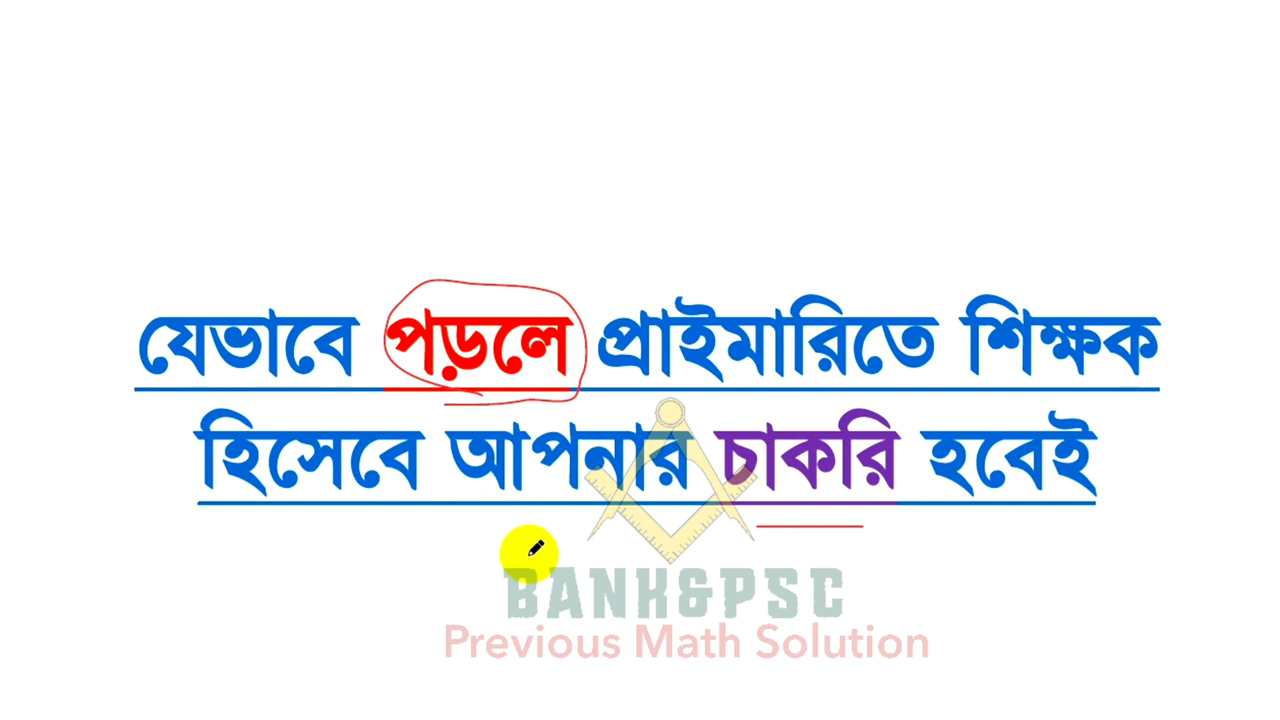 যেভাবে পড়লে প্রাইমারিতে শিক্ষক
হিসেবে আপনার চাকরি হবেই
BANK&PSC
Previous Math Solution